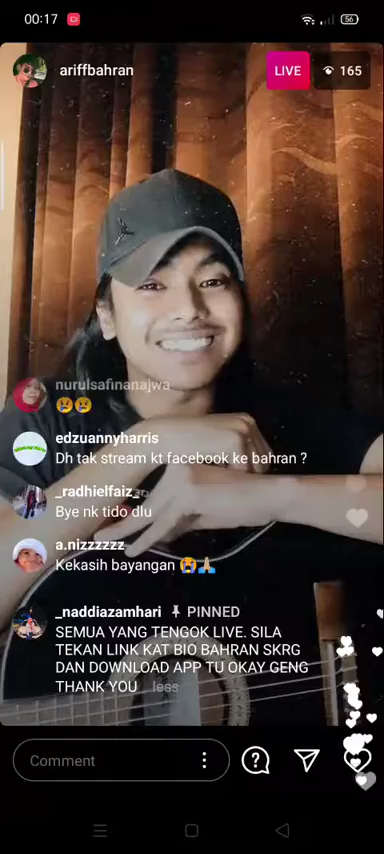 00:17
56
ariffbahran
LIVE
165
nurulsafinanajwa
😢😢
edzuannyharris
Dh tak stream kt facebook ke bahran ?
_radhielfaiz_
Bye nk tido dlu
a.nizzzzzz
Kekasih bayangan 😭🙏🏼
_naddiazamhari PINNED
SEMUA YANG TENGOK LIVE. SILA
TEKAN LINK KAT BIO BAHRAN SKRG
DAN DOWNLOAD APP TU OKAY GENG
THANK YOU less
Comment